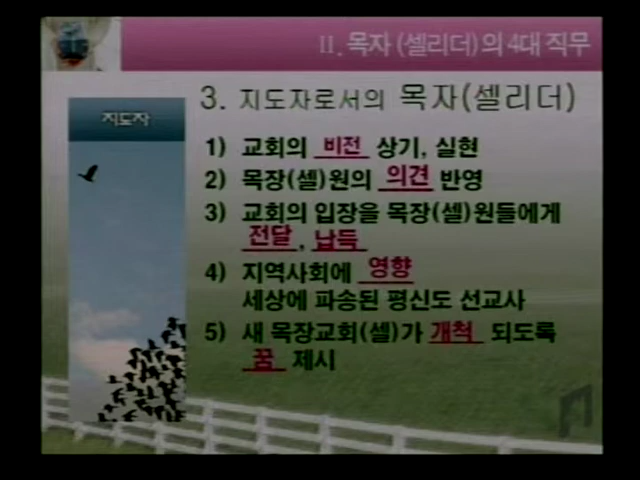 II. 목자 (셀리더)의 4대 직무
지도자
3. 지도자로서의 목자(셀리더)
1) 교회의 비전 상기, 실현
2) 목장(셀)원의 의견 반영
3) 교회의 입장을 목장(셀)원들에게
전달, 납득
4) 지역사회에 영향
세상에 파송된 평신도 선교사
5) 새 목장교회(셀)가 개척 되도록
꿈 제시